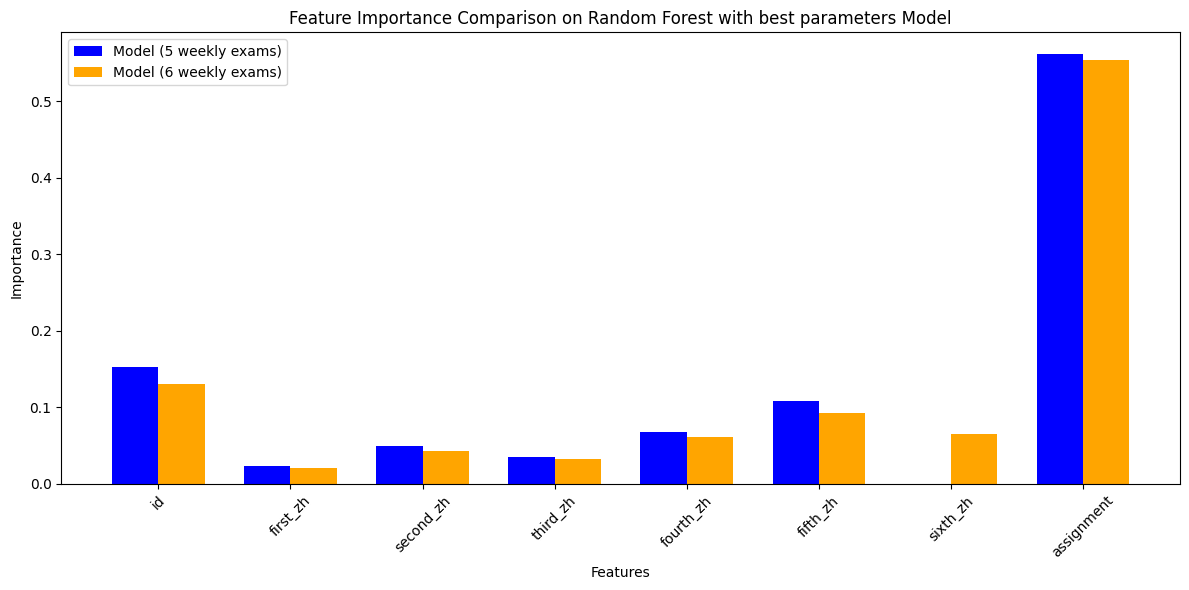 Feature Importance Comparison on Random Forest with best parameters Model
Model (5 weekly exams)
Model (6 weekly exams)
Importance
0.5
0.4
0.3
0.2
0.1
0.0
id
first_zh
second_zh
third_zh
fourth_zh
fifth_zh
sixth_zh
assignment
Features